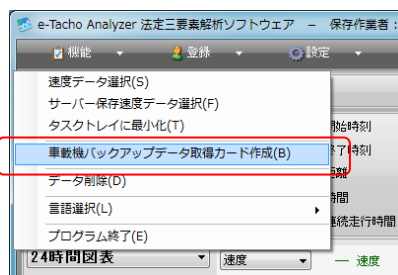 e-Tacho Analyzer 法定三要素解析ソフトウェア － 保存作業者：
機能 登録 設定
速度データ選択(S)
サーバー保存速度データ選択(F)
タスクトレイに最小化(T)
開始時刻
車載機バックアップデータ取得カード作成(B)
終了時刻
データ削除(D)
距離
言語選択(L)
時間
連続走行時間
プログラム終了(E)
24時間図表 速度 — 速度